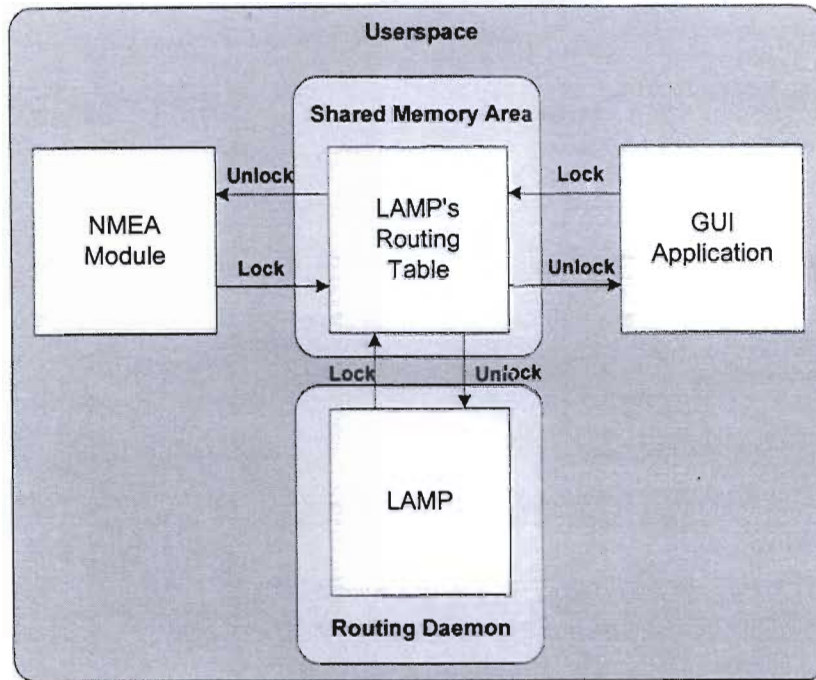 Userspace
Shared Memory Area
Unlock
Lock
NMEA
Module
LAMP's
Routing
Table
GUI
Application
Lock
Unlock
Lock
Unlock
LAMP
Routing Daemon